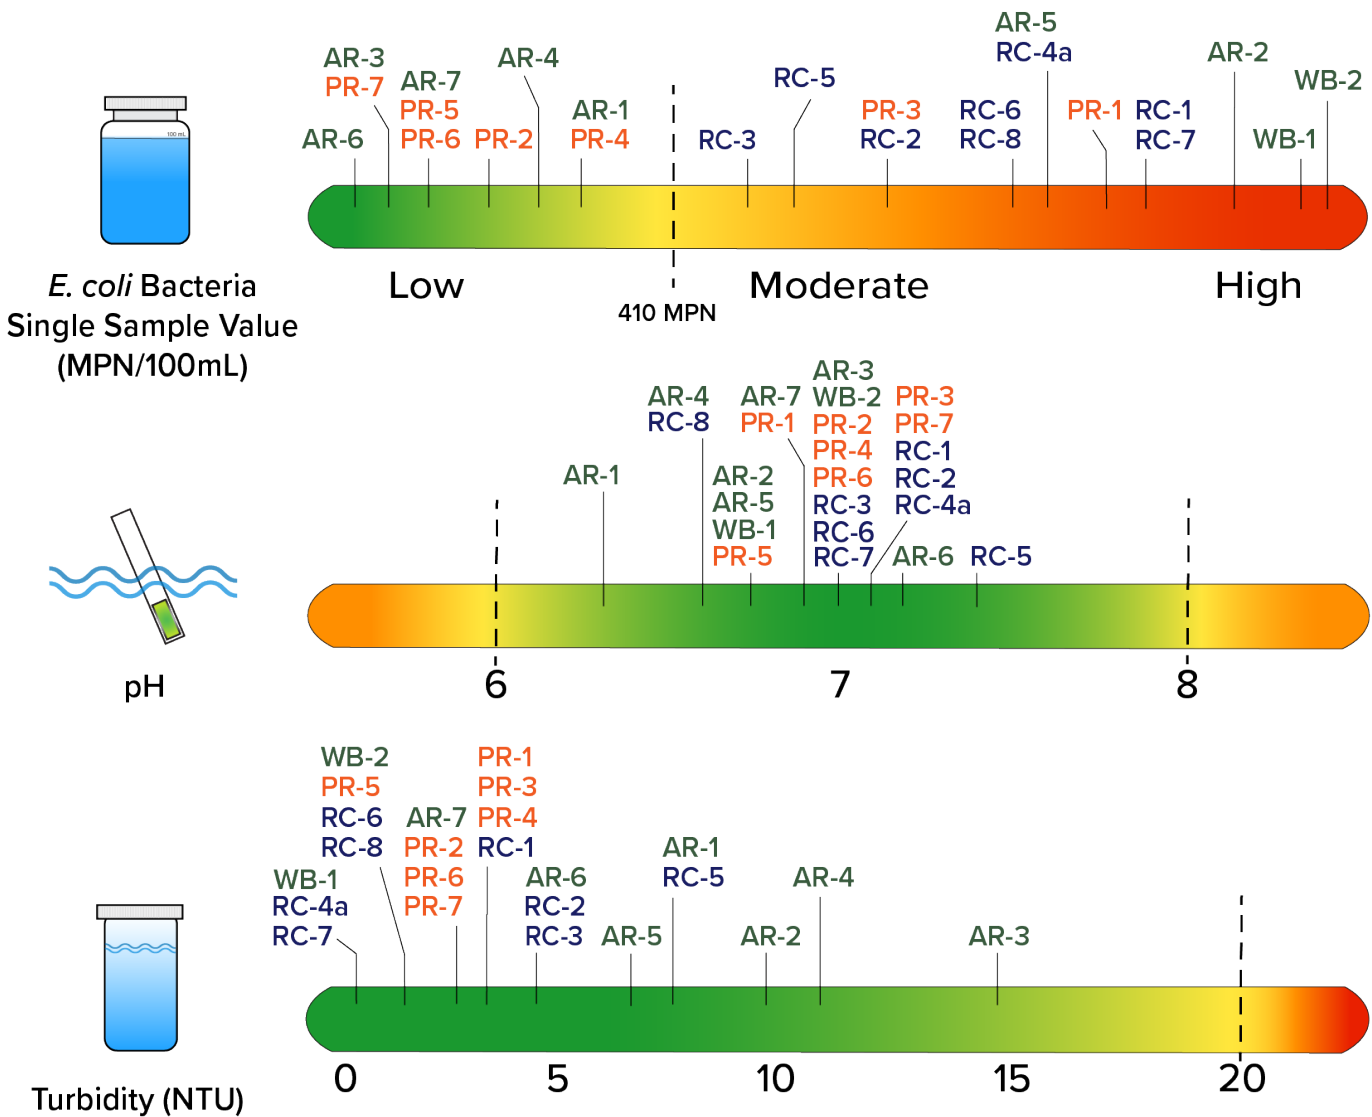 AR-3
PR-7
AR-6
AR-7
PR-5
PR-6
PR-2
AR-4
AR-1
PR-4
RC-3
RC-5
PR-3
RC-2
RC-6
RC-8
AR-5
RC-4a
PR-1
RC-1
RC-7
AR-2
WB-1
WB-2
100 mL
E. coli Bacteria
Single Sample Value
(MPN/100mL)
Low
Moderate
High
410 MPN
AR-1
AR-4
RC-8
AR-2
AR-5
WB-1
PR-5
AR-7
PR-1
AR-3
WB-2
PR-2
PR-4
PR-6
RC-3
RC-6
RC-7
PR-3
PR-7
RC-1
RC-2
RC-4a
AR-6
RC-5
pH
6
7
8
WB-1
RC-4a
RC-7
WB-2
PR-5
RC-6
RC-8
AR-7
PR-2
PR-6
PR-7
PR-1
PR-3
PR-4
RC-1
AR-6
RC-2
RC-3
AR-5
AR-1
RC-5
AR-2
AR-4
AR-3
Turbidity (NTU)
0
5
10
15
20